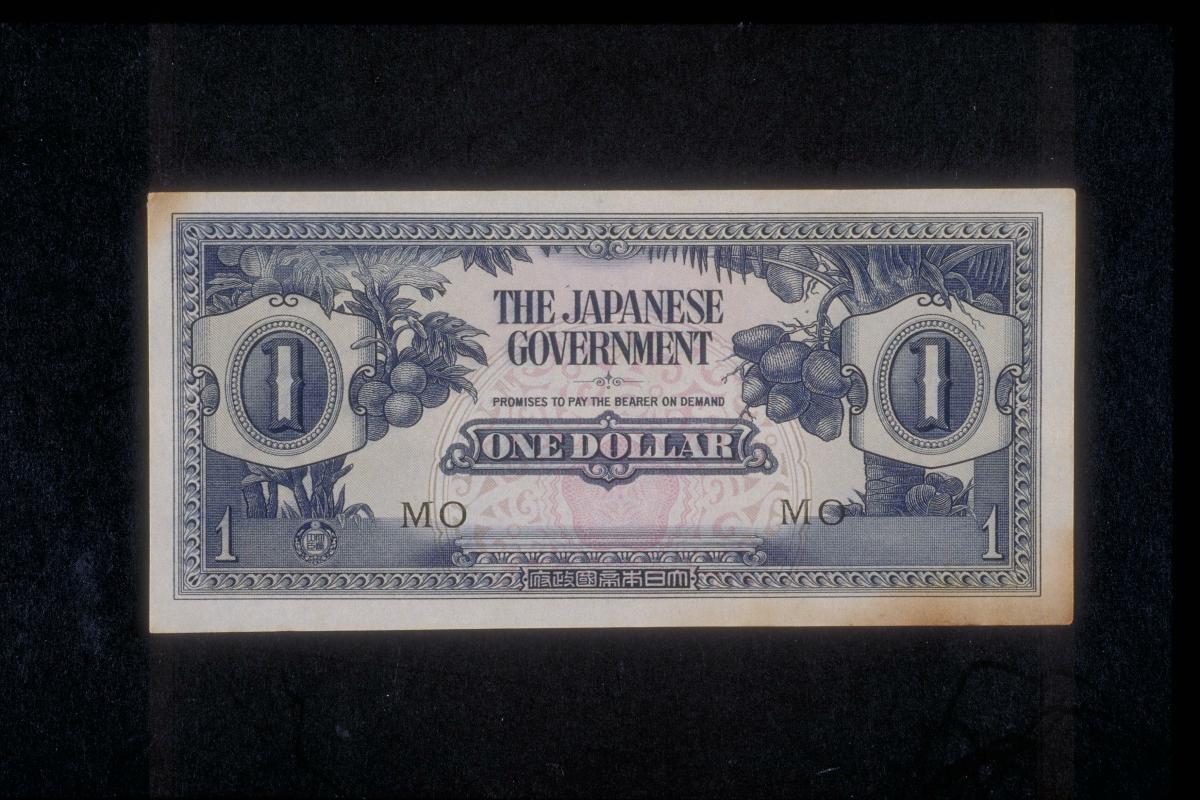 THE JAPANESE
GOVERNMENT
PROMISES TO PAY THE BEARER ON DEMAND
1
1
ONE DOLLAR
MO
MO
1
1
府政國帝本日大